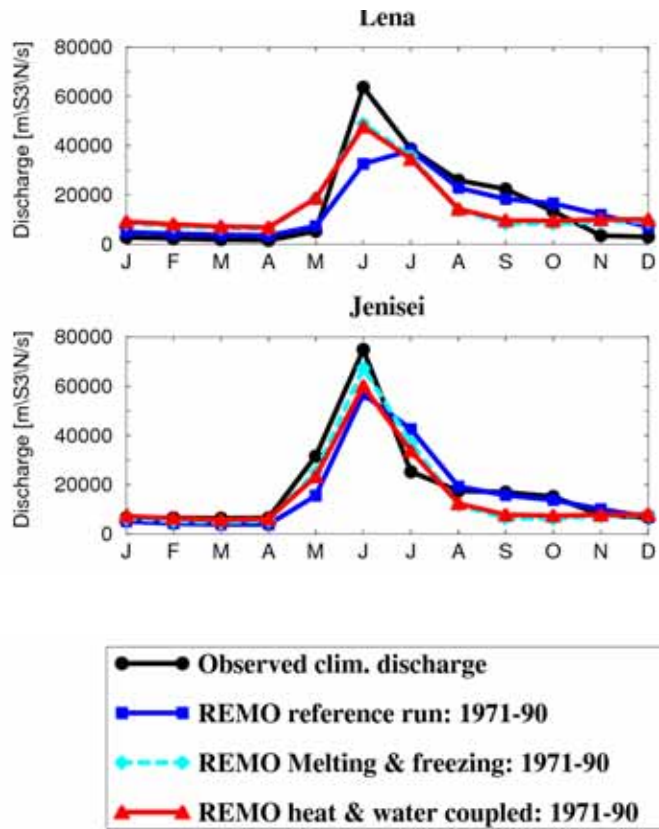 Lena
80000
60000
40000
20000
0
Discharge [m\S3\N/s]
J F M A M J J A S O N D
Jenisei
80000
60000
40000
20000
0
Discharge [m\S3\N/s]
J F M A M J J A S O N D
Observed clim. discharge
REMO reference run: 1971-90
REMO Melting & freezing: 1971-90
REMO heat & water coupled: 1971-90